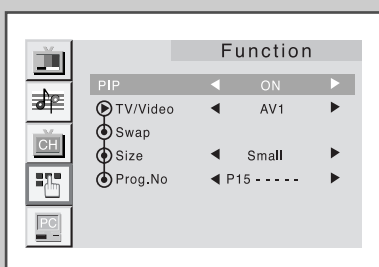 Function
PIP ◀ ON ▶
TV/Video ◀ AV1 ▶
Swap
CH
Size ◀ Small ▶
Prog.No ◀ P15 - - - - - ▶
PC